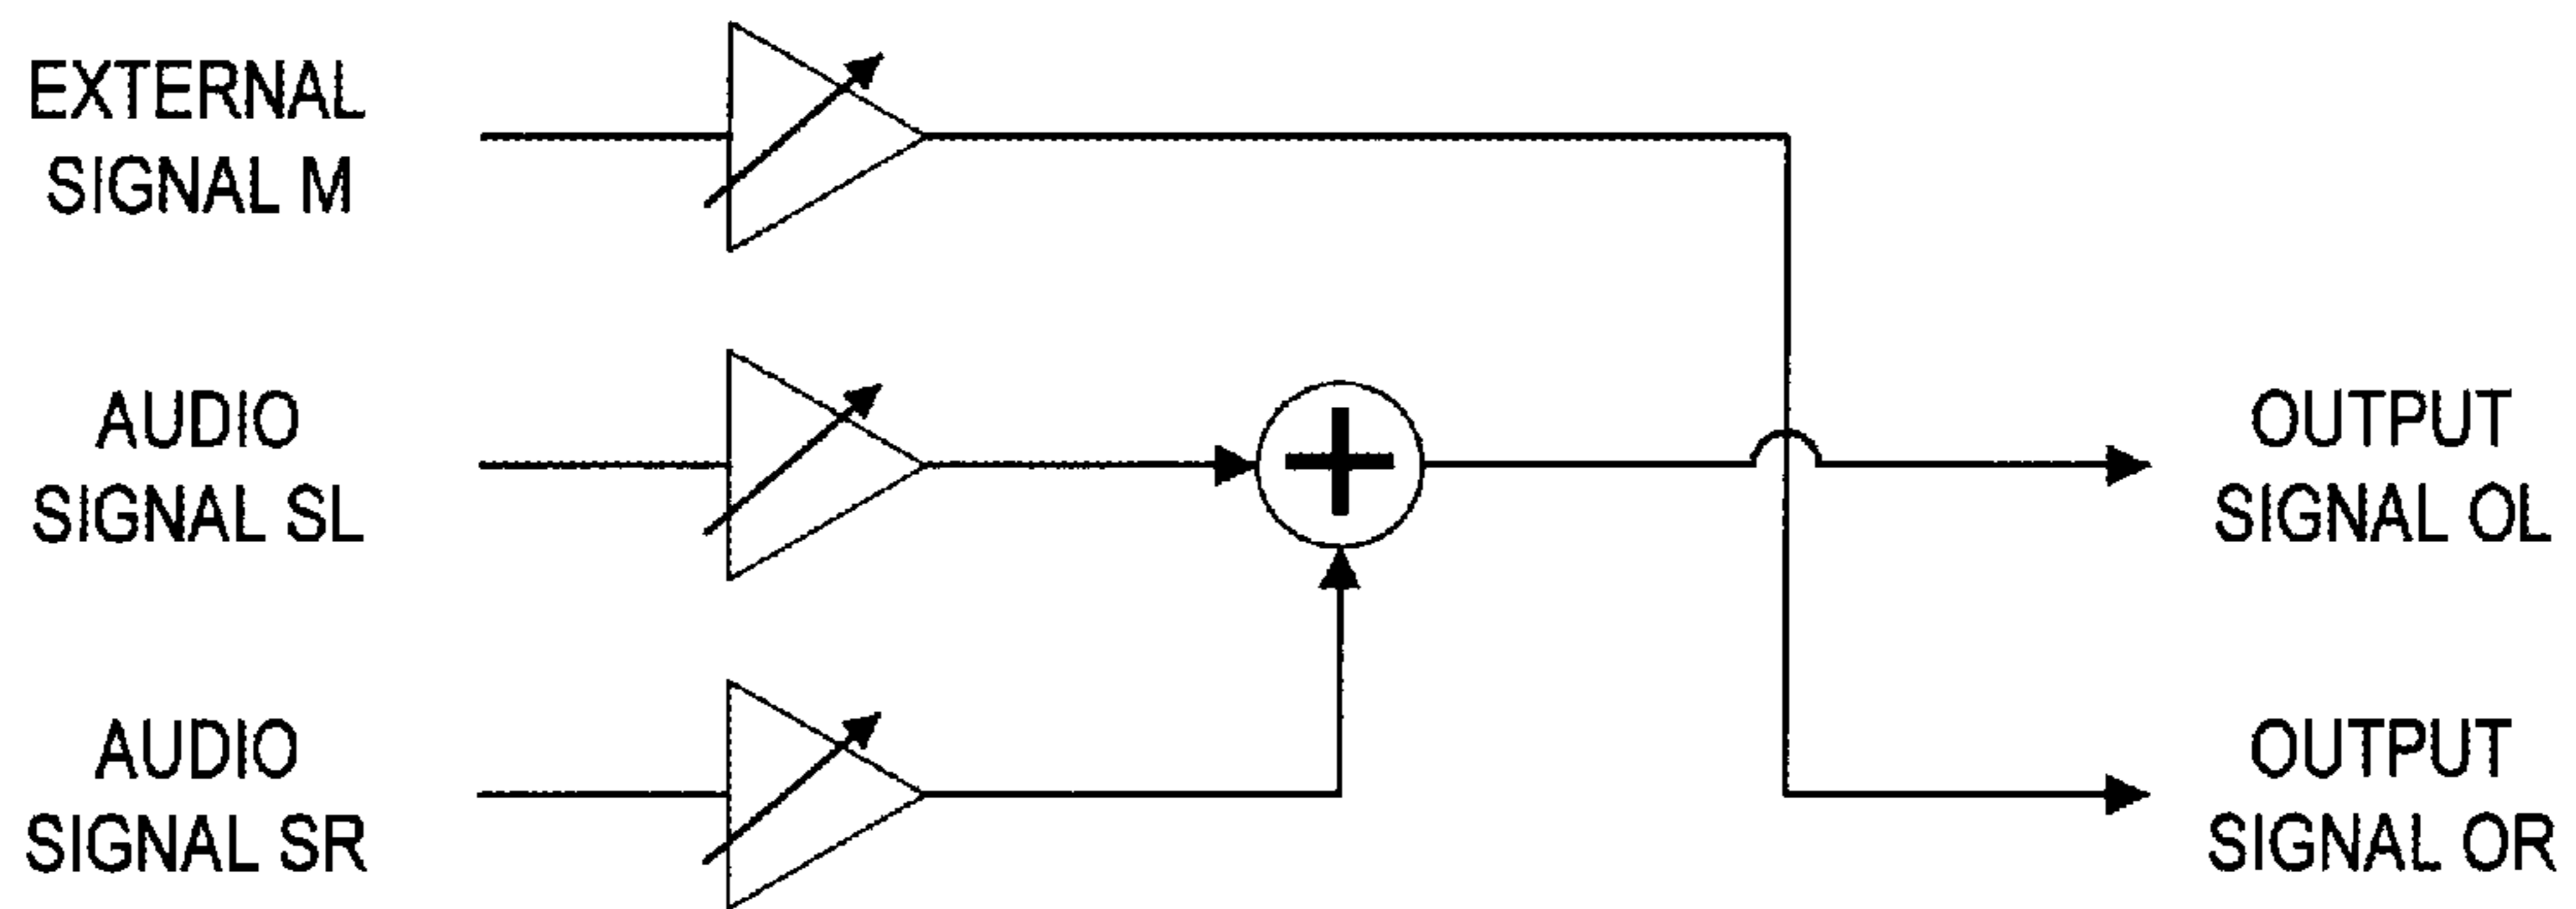 EXTERNAL
SIGNAL M
AUDIO
SIGNAL SL
OUTPUT
SIGNAL OL
AUDIO
SIGNAL SR
OUTPUT
SIGNAL OR